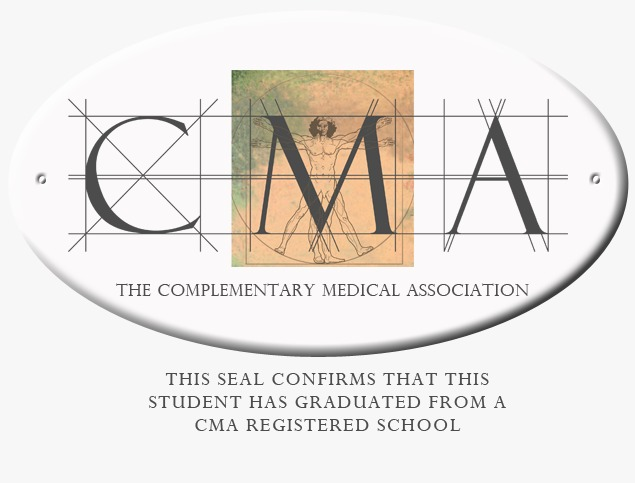 CMA
THE COMPLEMENTARY MEDICAL ASSOCIATION
THIS SEAL CONFIRMS THAT THIS
STUDENT HAS GRADUATED FROM A
CMA REGISTERED SCHOOL